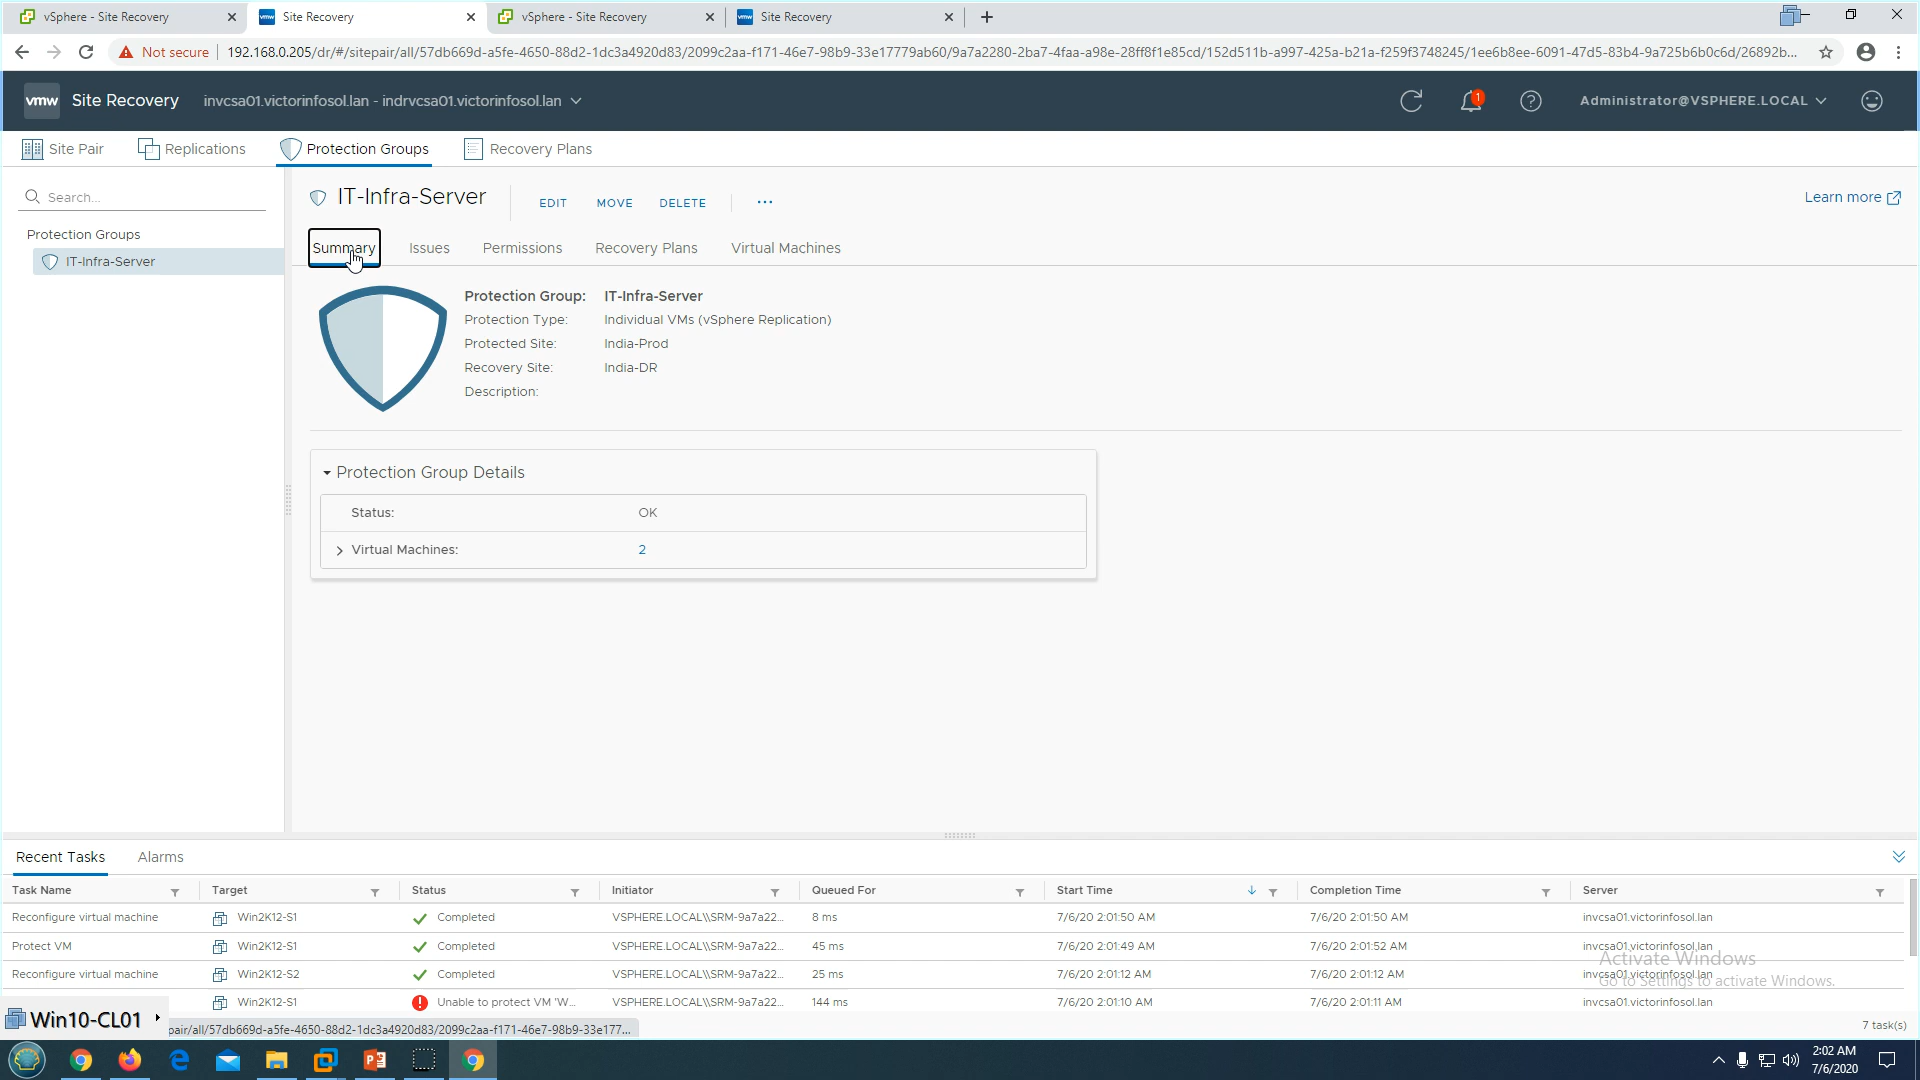 vSphere - Site Recovery
Site Recovery
vSphere - Site Recovery
Site Recovery
Not secure
192.168.0.205/dr/#/sitepair/all/57db669d-a5fe-4650-88d2-1dc3a4920d83/2099c2aa-f171-46e7-98b9-33e17779ab60/9a7a2280-2ba7-4faa-a98e-28ff8f1e85cd/152d511b-a997-425a-b21a-f259f3748245/1ee6b8ee-6091-47d5-83b4-9a725b6b0c6d/26892b...
vmw Site Recovery invcsa01.victorinfosol.lan - indrvcsa01.victorinfosol.lan 1 Administrator@VSPHERE.LOCAL
Site Pair Replications Protection Groups Recovery Plans
Search...
Protection Groups
IT-Infra-Server
IT-Infra-Server EDIT MOVE DELETE ... Learn more
Summary Issues Permissions Recovery Plans Virtual Machines
Protection Group: IT-Infra-Server
Protection Type: Individual VMs (vSphere Replication)
Protected Site: India-Prod
Recovery Site: India-DR
Description:
Protection Group Details
Status: OK
Virtual Machines: 2
Recent Tasks Alarms
Task Name Target Status Initiator Queued For Start Time Completion Time Server
Reconfigure virtual machine Win2K12-S1 Completed VSPHERE.LOCAL\\SRM-9a7a22... 8 ms 7/6/20 2:01:50 AM 7/6/20 2:01:50 AM invcsa01.victorinfosol.lan
Protect VM Win2K12-S1 Completed VSPHERE.LOCAL\\SRM-9a7a22... 45 ms 7/6/20 2:01:49 AM 7/6/20 2:01:52 AM invcsa01.victorinfosol.lan
Reconfigure virtual machine Win2K12-S2 Completed VSPHERE.LOCAL\\SRM-9a7a22... 25 ms 7/6/20 2:01:12 AM 7/6/20 2:01:12 AM invcsa01.victorinfosol.lan
Win2K12-S1 Unable to protect VM 'W... VSPHERE.LOCAL\\SRM-9a7a22... 144 ms 7/6/20 2:01:10 AM 7/6/20 2:01:11 AM invcsa01.victorinfosol.lan
Activate Windows
Go to Settings to activate Windows.
Win10-CL01
pair/all/57db669d-a5fe-4650-88d2-1dc3a4920d83/2099c2aa-f171-46e7-98b9-33e177...
7 task(s)
2:02 AM
7/6/2020